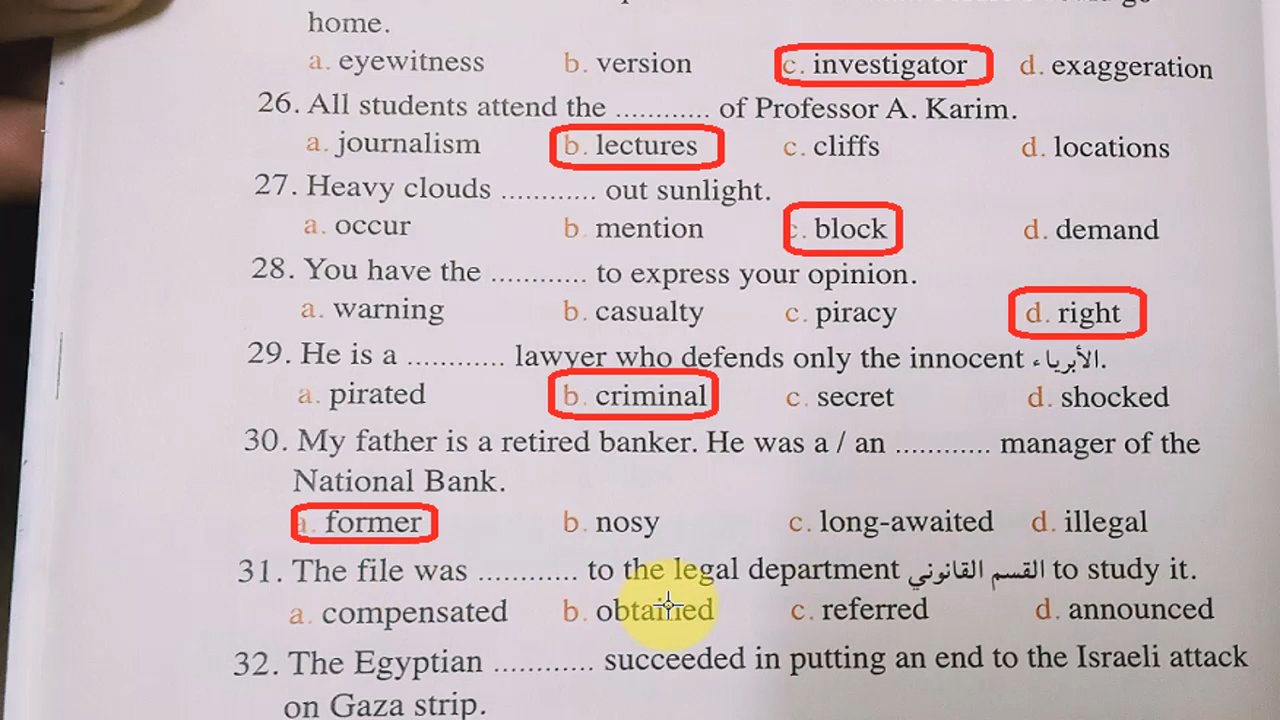 home.
a. eyewitness b. version c. investigator d. exaggeration
26. All students attend the ............ of Professor A. Karim.
a. journalism b. lectures c. cliffs d. locations
27. Heavy clouds ............ out sunlight.
a. occur b. mention c. block d. demand
28. You have the ............ to express your opinion.
a. warning b. casualty c. piracy d. right
29. He is a ............ lawyer who defends only the innocent الأبرياء.
a. pirated b. criminal c. secret d. shocked
30. My father is a retired banker. He was a / an ............ manager of the
National Bank.
a. former b. nosy c. long-awaited d. illegal
31. The file was ............ to the legal department القسم القانوني to study it.
a. compensated b. obtained c. referred d. announced
32. The Egyptian ............ succeeded in putting an end to the Israeli attack
on Gaza strip.